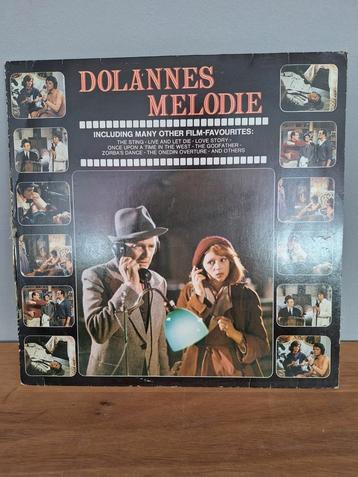 DOLANNES
MELODIE
INCLUDING MANY OTHER FILM-FAVOURITES:
THE STING - LIVE AND LET DIE - LOVE STORY -
ONCE UPON A TIME IN THE WEST - THE GODFATHER -
ZORBA'S DANCE - THE ONEDIN OVERTURE - AND OTHERS